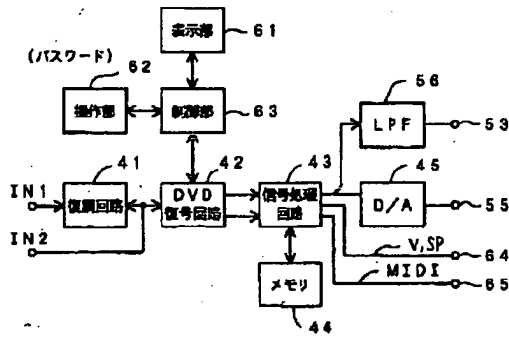 表示部
61
(パスワード)
62
操作部
制御部
63
56
LPF
59
41
42
43
45
IN1
復調回路
DVD
復号回路
信号処理
回路
D/A
55
IN2
V,SP
64
MIDI
65
メモリ
44